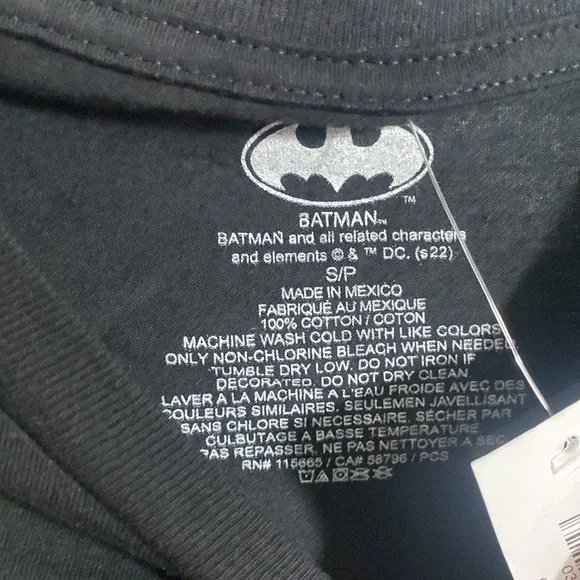 ™
BATMAN™
BATMAN and all related characters
and elements © & ™ DC. (s22)
S/P
MADE IN MEXICO
FABRIQUÉ AU MEXIQUE
100% COTTON / COTON
MACHINE WASH COLD WITH LIKE COLORS
ONLY NON-CHLORINE BLEACH WHEN NEEDED
TUMBLE DRY LOW. DO NOT IRON IF
DECORATED. DO NOT DRY CLEAN.
LAVER A LA MACHINE A L'EAU FROIDE AVEC DES
COULEURS SIMILAIRES. SEULEMEN JAVELLISANT
SANS CHLORE SI NECESSAIRE. SÉCHER PAR
CULBUTAGE A BASSE TEMPERATURE
PAS REPASSER. NE PAS NETTOYER A SEC
RN# 115665 / CA# 58796 / PCS